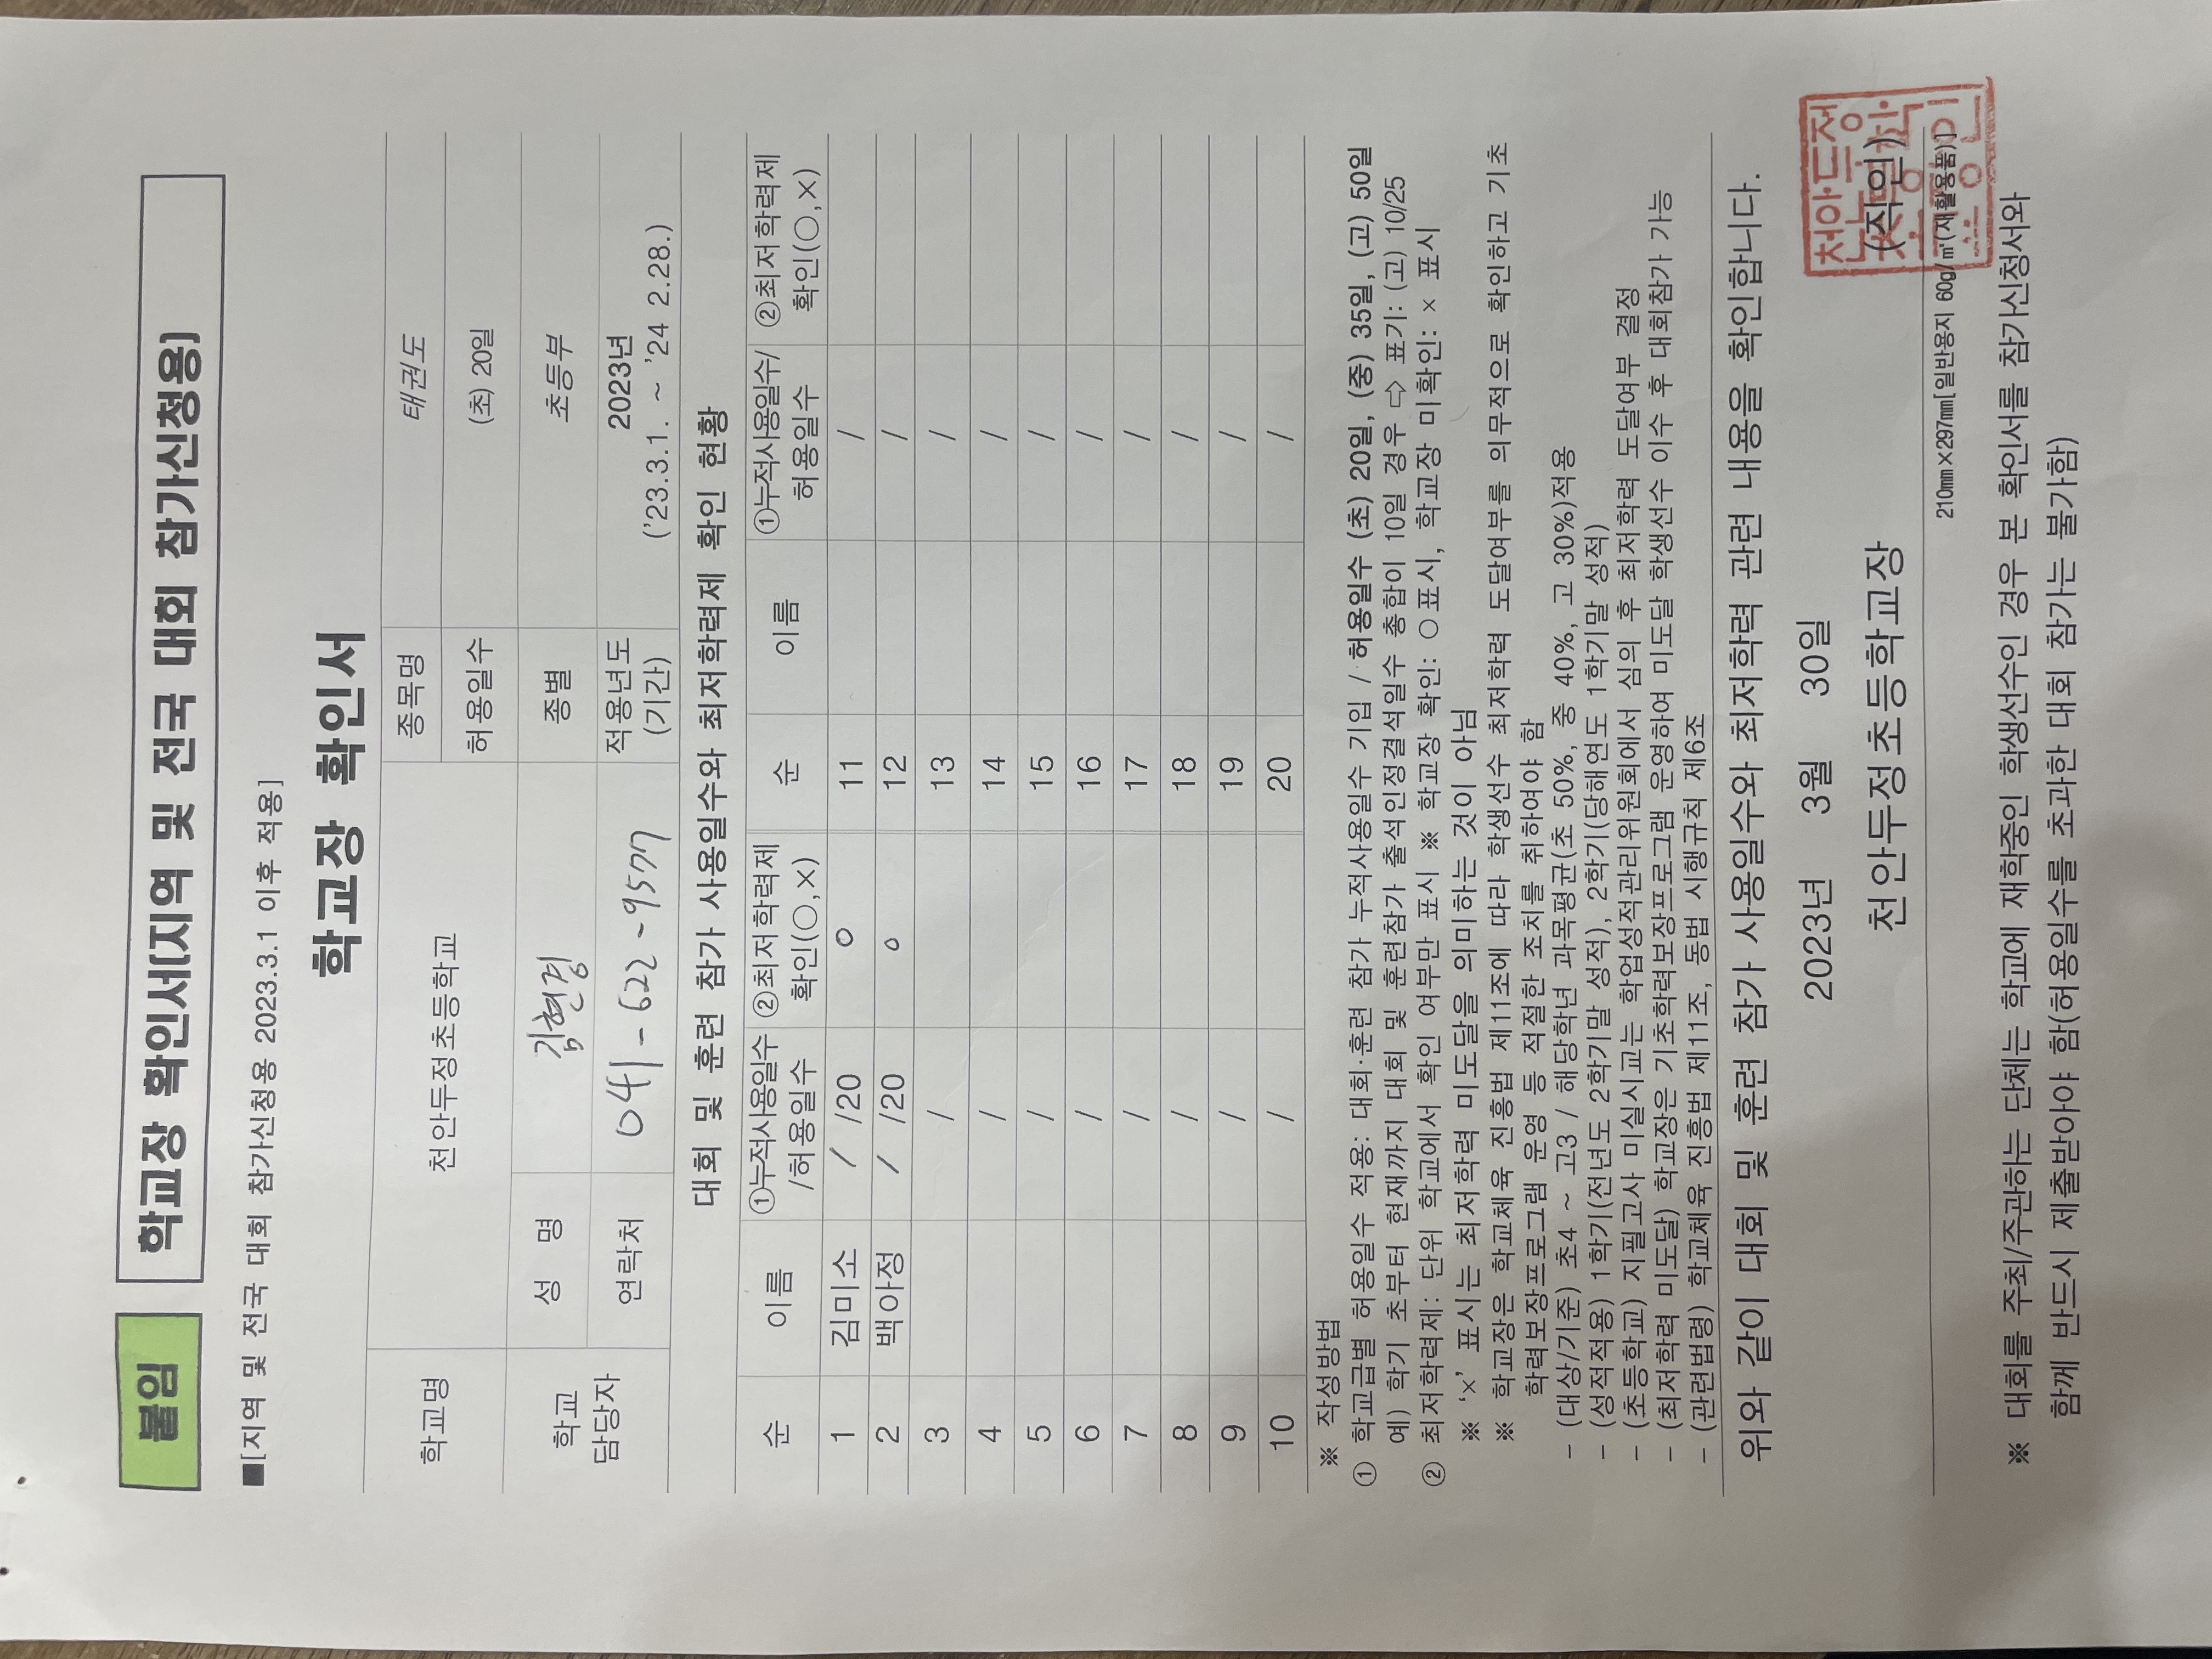 붙임
학교장 확인서(지역 및 전국 대회 참가신청용)
■[지역 및 전국 대회 참가신청용 2023.3.1 이후 적용]
학교장 확인서
학교명 천안두정초등학교 종목명 태권도
허용일수 (초) 20일
학교 담당자 성 명 김현경 종별 초등부
연락처 041-622-9577 적용년도 (기간) 2023년 ('23.3.1. ~ '24 2.28.)
대회 및 훈련 참가 사용일수와 최저학력제 확인 현황
순 이름 ①누적사용일수 /허용일수 ②최저학력제 확인(○,×) 순 이름 ①누적사용일수/ 허용일수 ②최저학력제 확인(○,×)
1 김미소 / /20 ○ 11 /
2 백아정 / /20 ○ 12 /
3 / 13 /
4 / 14 /
5 / 15 /
6 / 16 /
7 / 17 /
8 / 18 /
9 / 19 /
10 / 20 /
※ 작성방법
① 학교급별 허용일수 적용: 대회·훈련 참가 누적사용일수 기입 / 허용일수 (초) 20일, (중) 35일, (고) 50일
예) 학기 초부터 현재까지 대회 및 훈련참가 출석인정결석일수 총합이 10일 경우 ⇨ 표기: (고) 10/25
② 최저학력제: 단위 학교에서 확인 여부만 표시 ※ 학교장 확인: ○ 표시, 학교장 미확인: × 표시
※ ‘×’ 표시는 최저학력 미도달을 의미하는 것이 아님
※ 학교장은 학교체육 진흥법 제11조에 따라 학생선수 최저학력 도달여부를 의무적으로 확인하고 기초
학력보장프로그램 운영 등 적절한 조치를 취하여야 함
- (대상/기준) 초4 ~ 고3 / 해당학년 과목평균(초 50%, 중 40%, 고 30%)적용
- (성적적용) 1학기(전년도 2학기말 성적), 2학기(당해연도 1학기말 성적)
- (초등학교) 지필고사 미실시교는 학업성적관리위원회에서 심의 후 최저학력 도달여부 결정
- (최저학력 미도달) 학교장은 기초학력보장프로그램 운영하여 미도달 학생선수 이수 후 대회참가 가능
- (관련법령) 학교체육 진흥법 제11조, 동법 시행규칙 제6조
위와 같이 대회 및 훈련 참가 사용일수와 최저학력 관련 내용을 확인합니다.
2023년 3월 30일
천안두정초등학교장 (직인)
천안두정
초등학교
장의인
210㎜×297㎜[일반용지 60g/㎡(재활용품)]
※ 대회를 주최/주관하는 단체는 학교에 재학중인 학생선수인 경우 본 확인서를 참가신청서와
함께 반드시 제출받아야 함(허용일수를 초과한 대회 참가는 불가함)